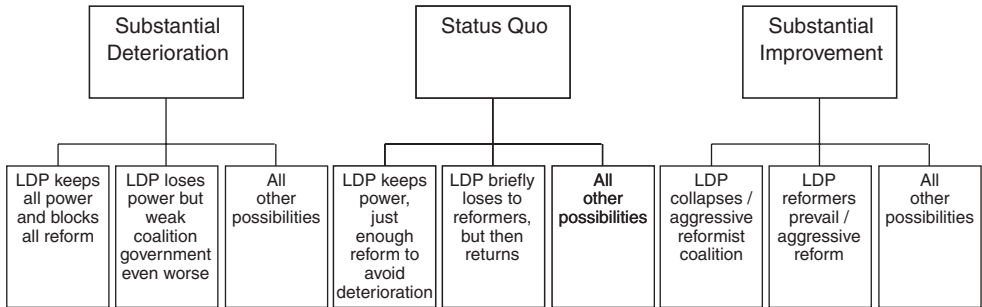 Substantial
Deterioration
Status Quo
Substantial
Improvement
LDP keeps
all power
and blocks
all reform
LDP loses
power but
weak
coalition
government
even worse
All
other
possibilities
LDP keeps
power,
just
enough
reform to
avoid
deterioration
LDP briefly
loses to
reformers,
but then
returns
All
other
possibilities
LDP
collapses /
aggressive
reformist
coalition
LDP
reformers
prevail /
aggressive
reform
All
other
possibilities